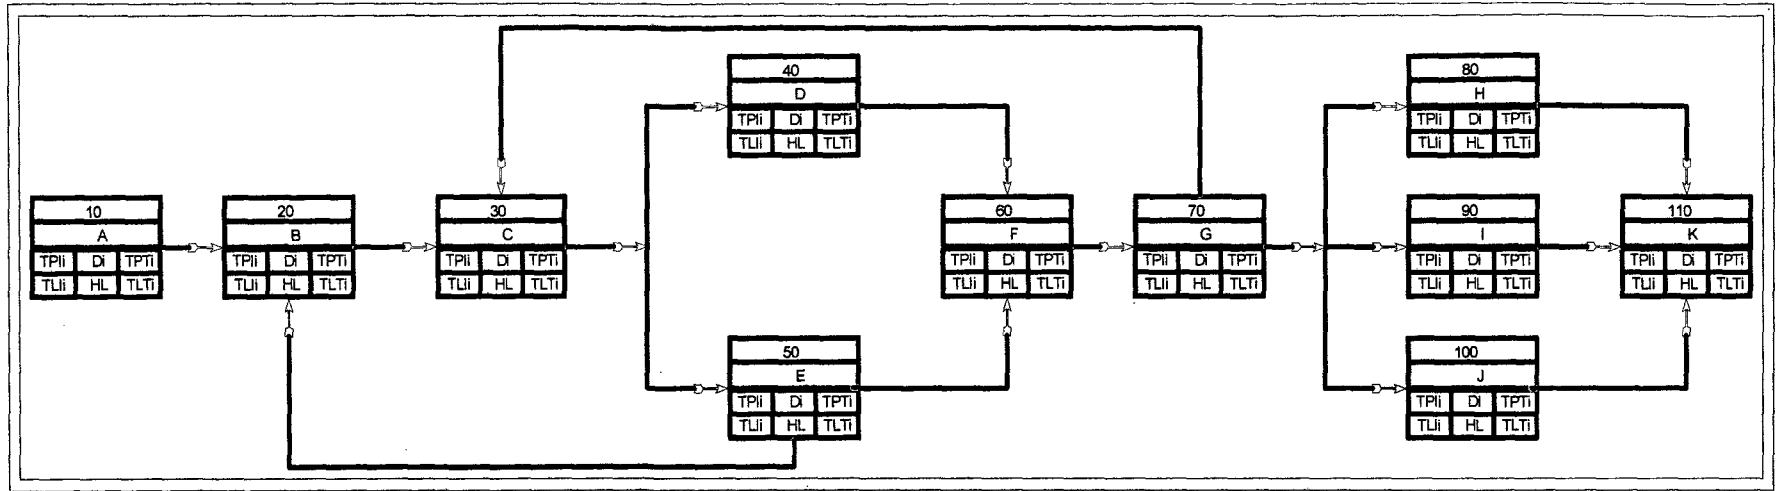 40
D
TPIi Di TPTi
TLIi HL TLTi
80
H
TPIi Di TPTi
TLIi HL TLTi
10
A
TPIi Di TPTi
TLIi HL TLTi
20
B
TPIi Di TPTi
TLIi HL TLTi
30
C
TPIi Di TPTi
TLIi HL TLTi
60
F
TPIi Di TPTi
TLIi HL TLTi
70
G
TPIi Di TPTi
TLIi HL TLTi
90
I
TPIi Di TPTi
TLIi HL TLTi
110
K
TPIi Di TPTi
TLIi HL TLTi
50
E
TPIi Di TPTi
TLIi HL TLTi
100
J
TPIi Di TPTi
TLIi HL TLTi